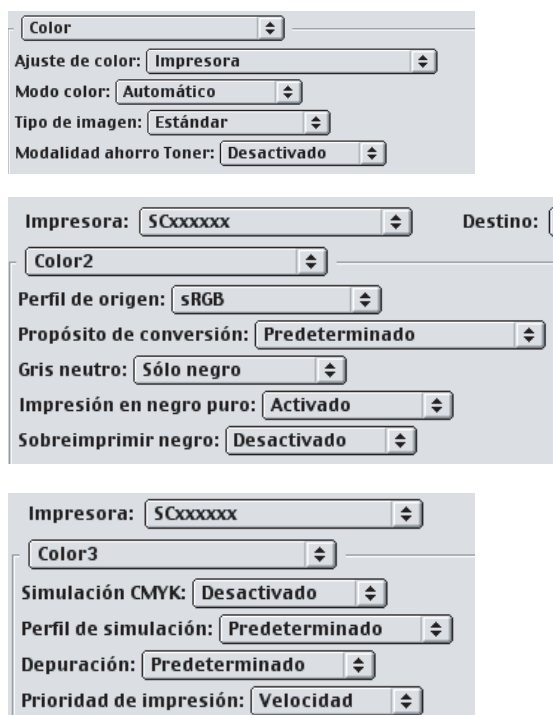 Color
Ajuste de color: Impresora
Modo color: Automático
Tipo de imagen: Estándar
Modalidad ahorro Toner: Desactivado
Impresora: SCxxxxxx Destino:
Color2
Perfil de origen: sRGB
Propósito de conversión: Predeterminado
Gris neutro: Sólo negro
Impresión en negro puro: Activado
Sobreimprimir negro: Desactivado
Impresora: SCxxxxxx
Color3
Simulación CMYK: Desactivado
Perfil de simulación: Predeterminado
Depuración: Predeterminado
Prioridad de impresión: Velocidad